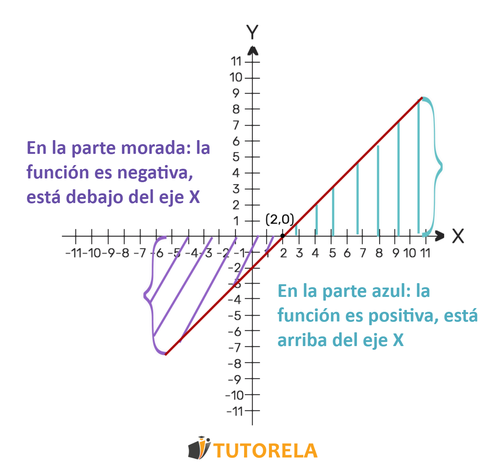 Y
11
10
9
8
7
6
5
4
3
2
1
En la parte morada: la
función es negativa,
está debajo del eje X
(2,0)
X
-11 -10 -9 -8 -7 -6 -5 -4 -3 -2 -1 1 2 3 4 5 6 7 8 9 10 11
-2
-3
-4
-5
-6
-8
-9
-10
-11
En la parte azul: la
función es positiva, está
arriba del eje X
TUTORELA